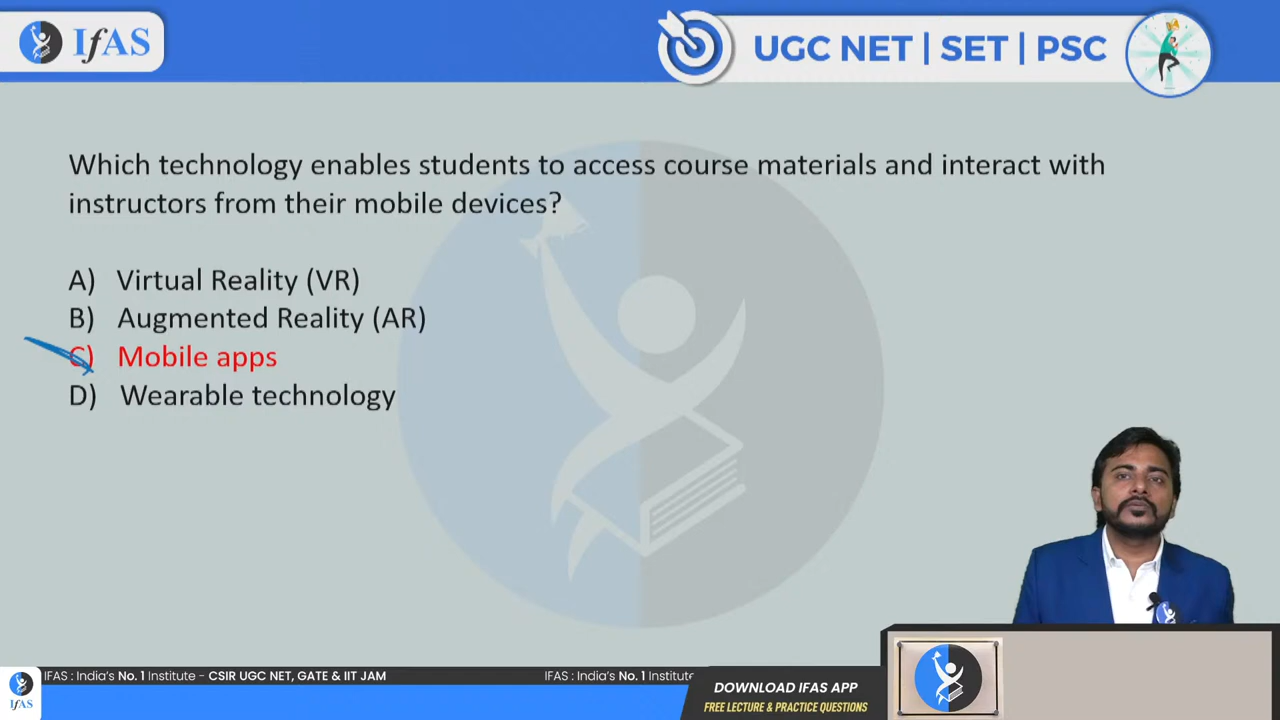 IfAS
UGC NET | SET | PSC
Which technology enables students to access course materials and interact with
instructors from their mobile devices?
A) Virtual Reality (VR)
B) Augmented Reality (AR)
C) Mobile apps
D) Wearable technology
IFAS : India's No. 1 Institute - CSIR UGC NET, GATE & IIT JAM
IFAS : India's No. 1 Institute
IfAS
DOWNLOAD IFAS APP
FREE LECTURE & PRACTICE QUESTIONS